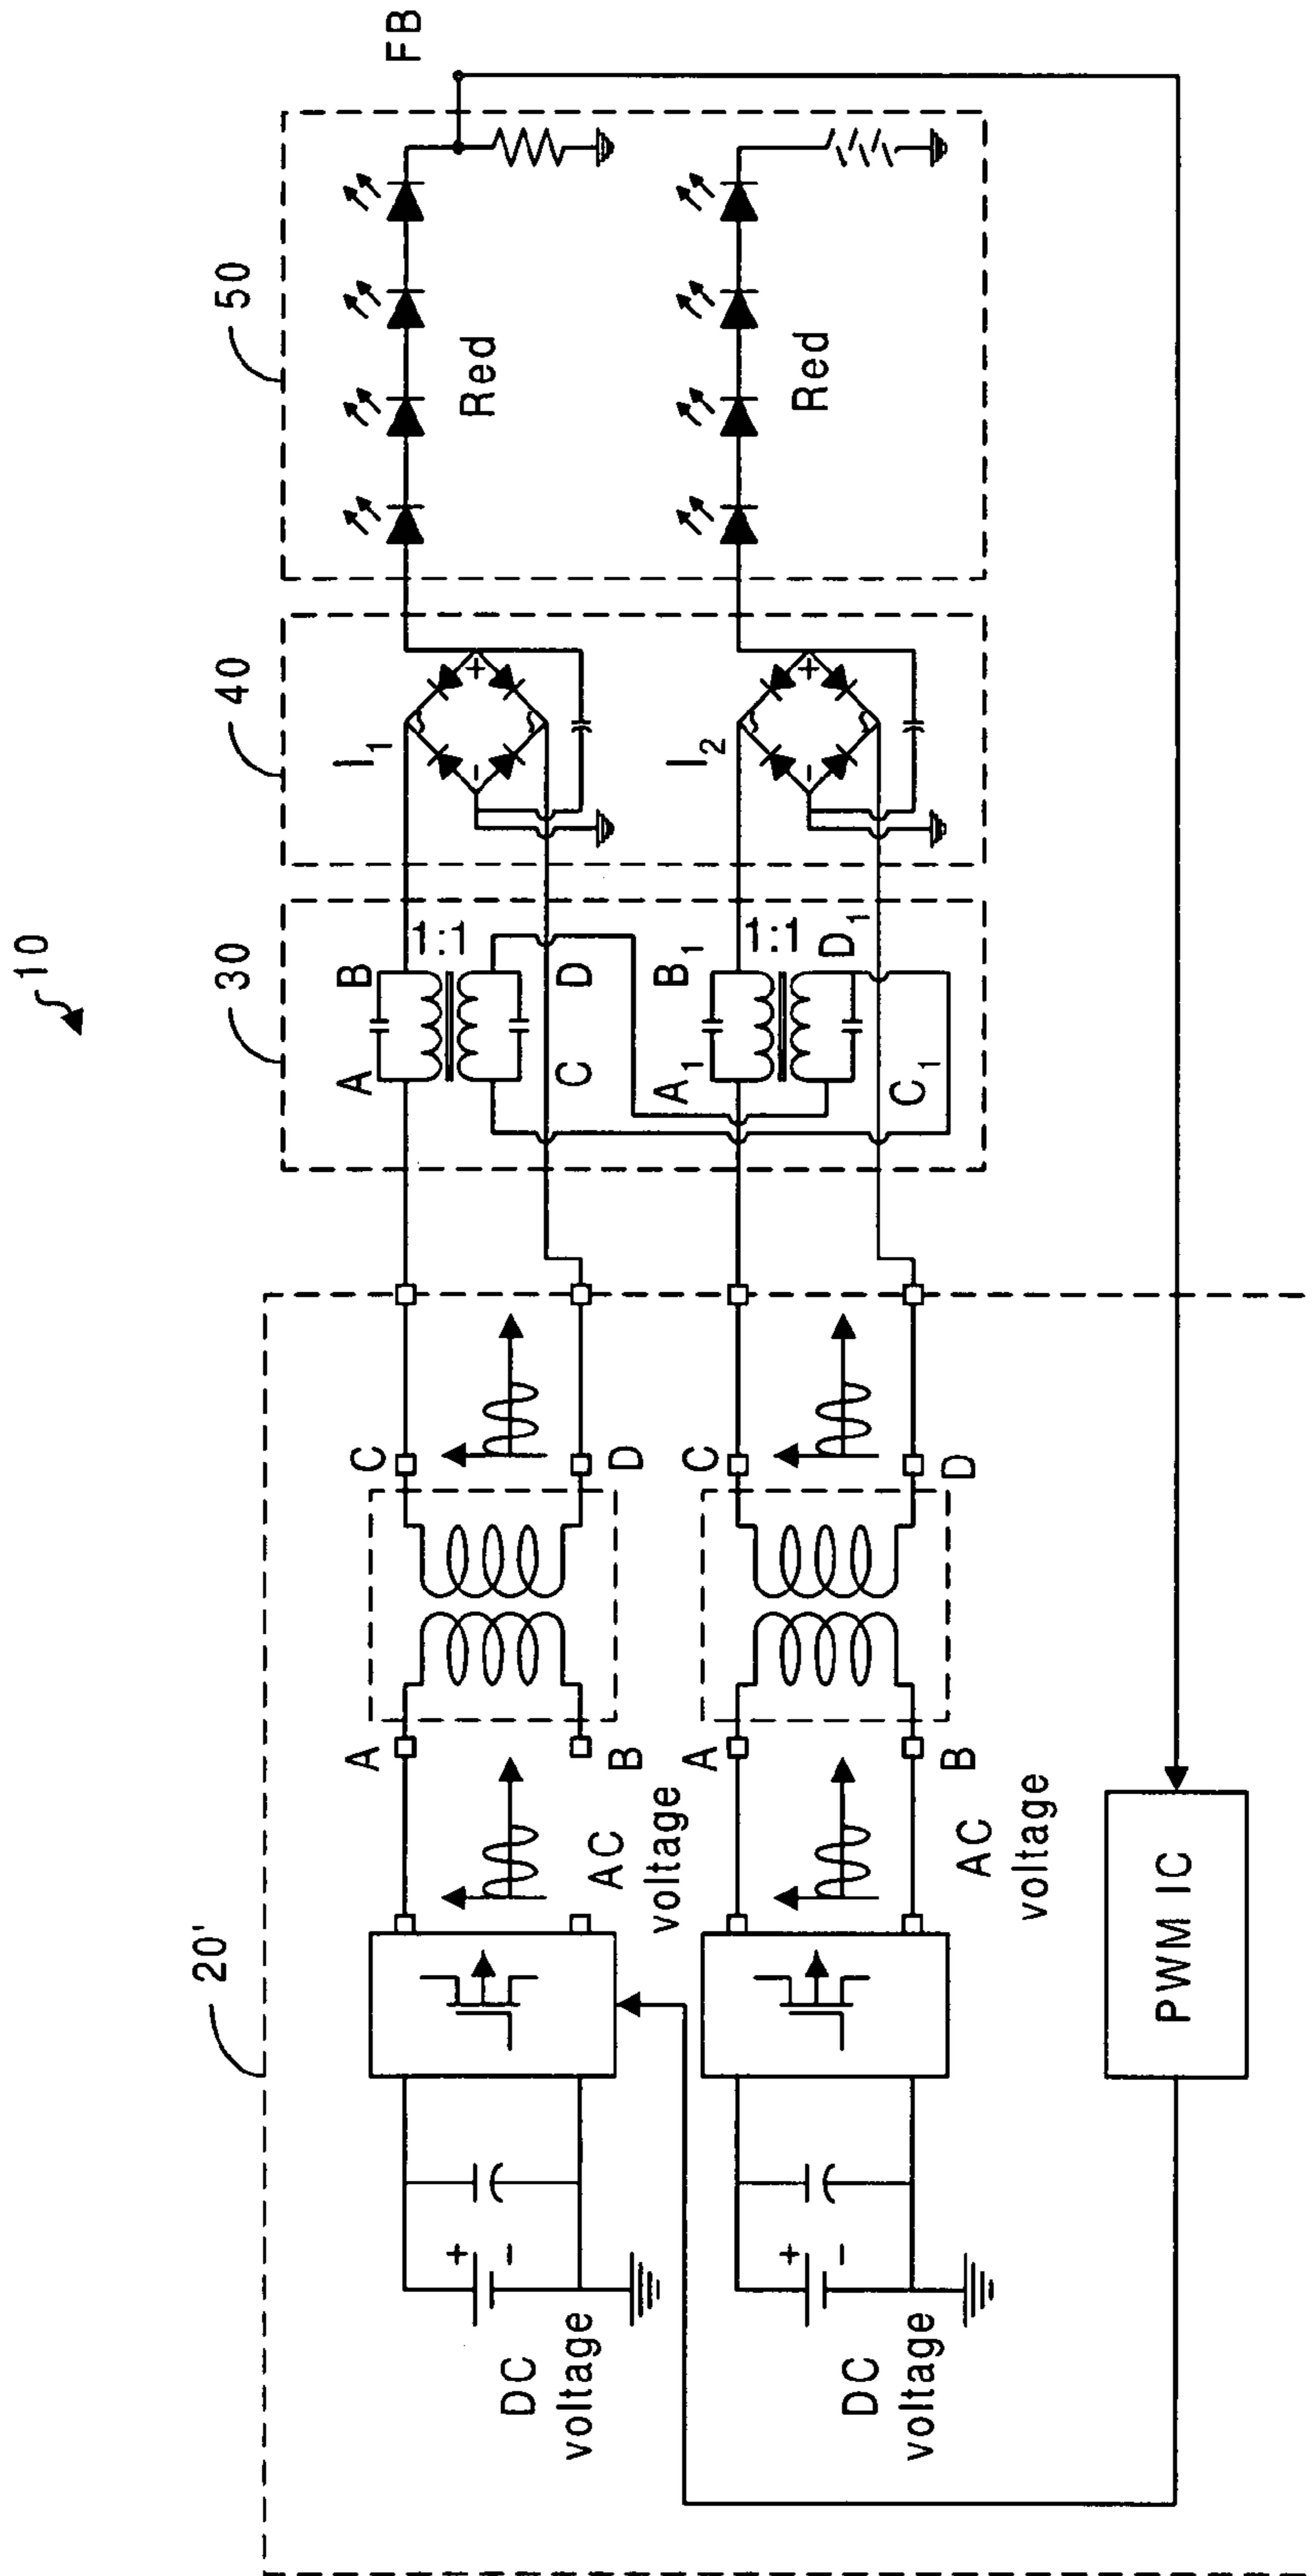 10
20'
30
40
50
DC
voltage
+
-
AC
voltage
A
B
C
D
A
B
1:1
C
D
I1
+
-
Red
FB
DC
voltage
+
-
AC
voltage
A
B
C
D
A1
B1
1:1
C1
D1
I2
+
-
Red
PWM IC